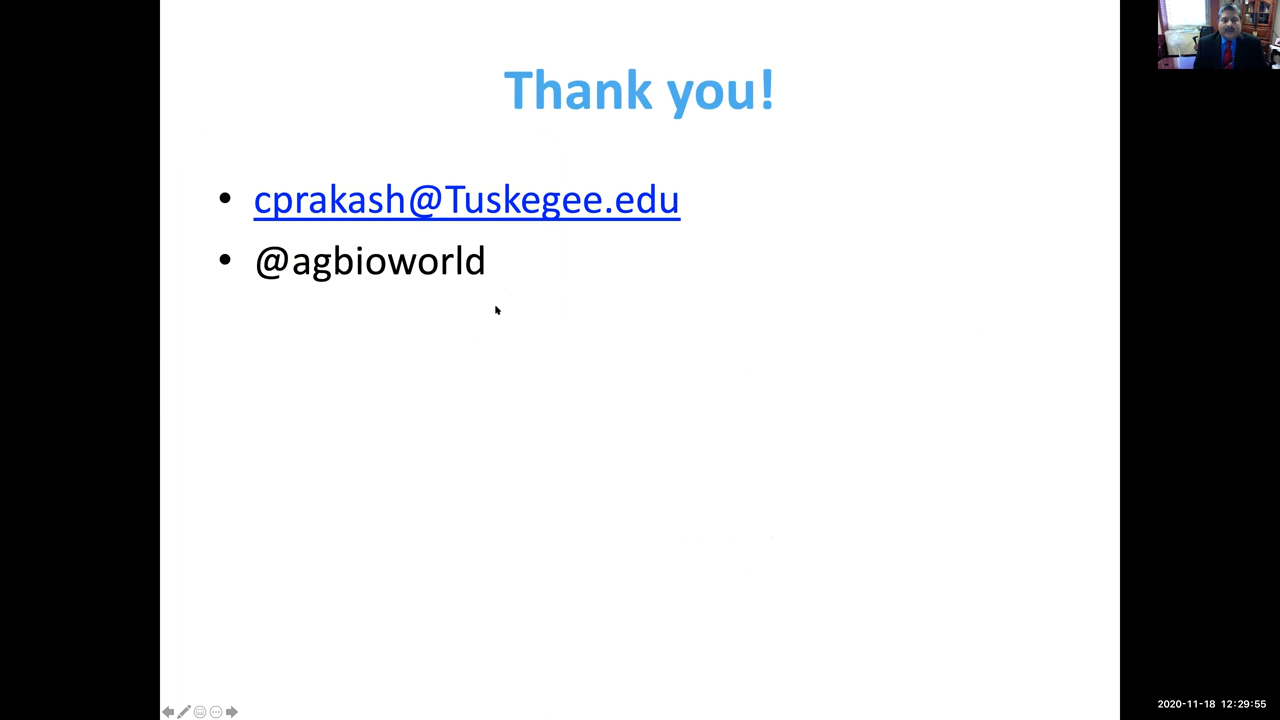 Thank you!
• cprakash@Tuskegee.edu
• @agbioworld
2020-11-18 12:29:55